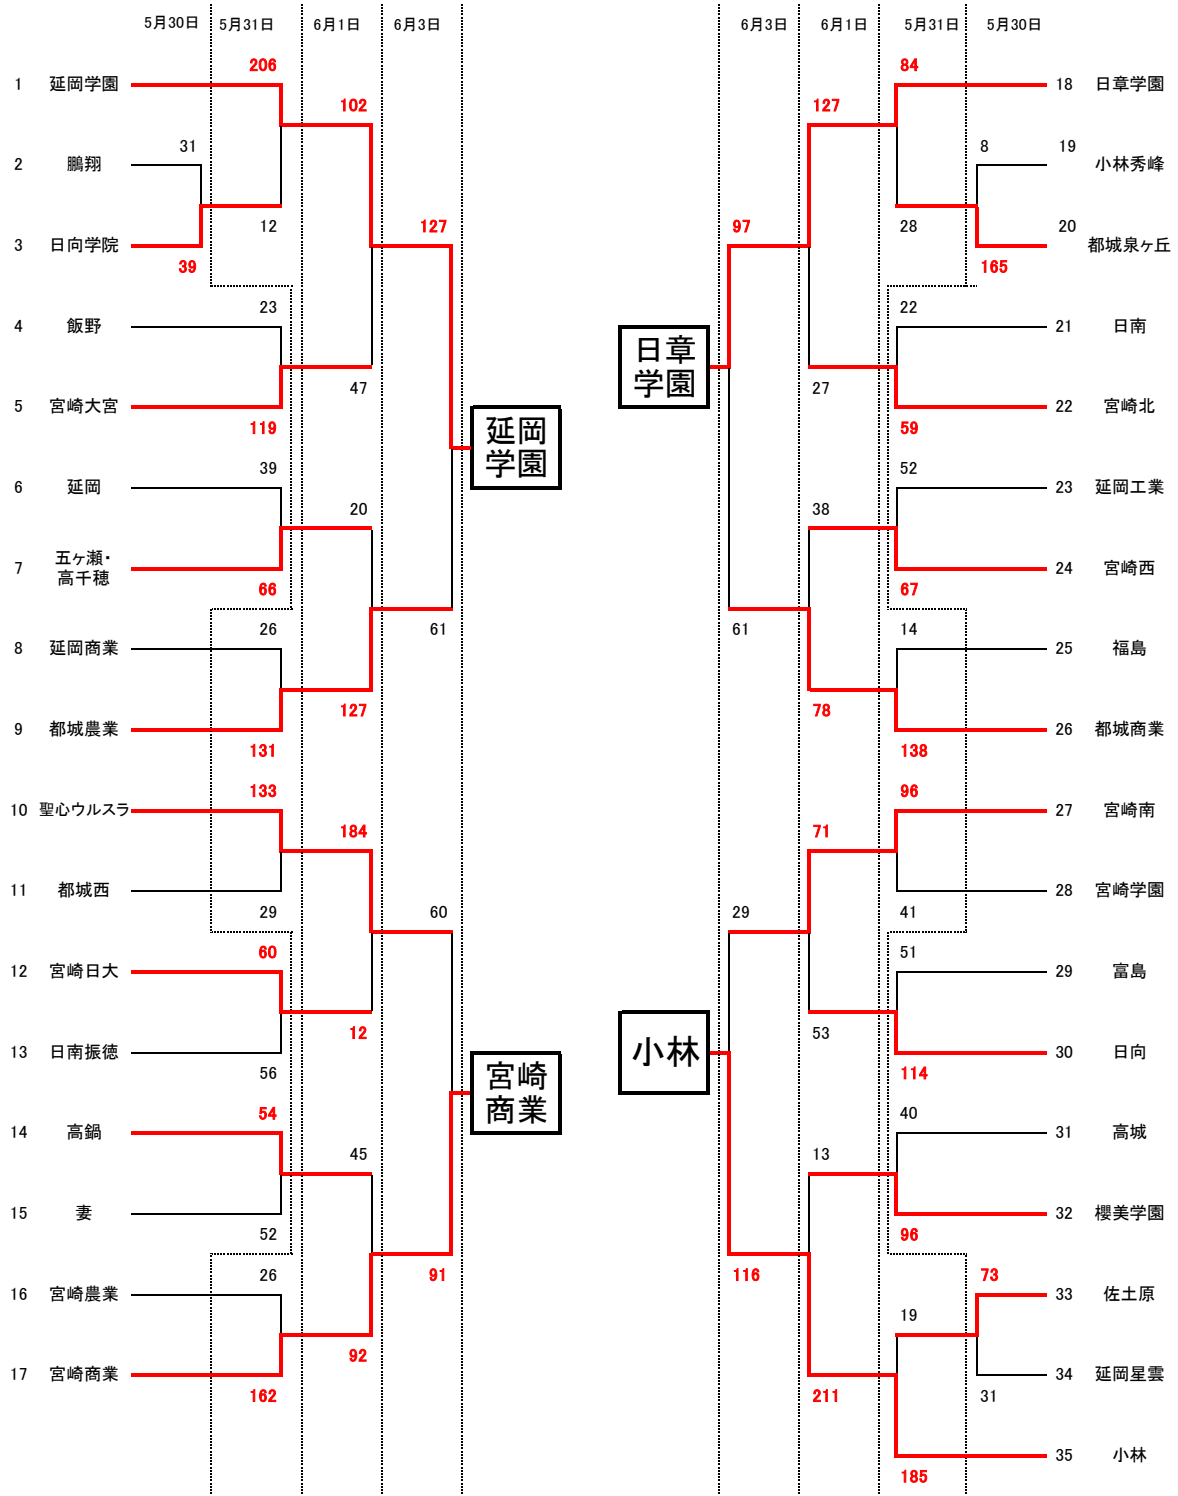 5月30日 5月31日 6月1日 6月3日 6月3日 6月1日 5月31日 5月30日
206
1 延岡学園
102
31
2 鵬翔
12
3 日向学院
39
127
23
4 飯野
47
5 宮崎大宮
119
延岡
学園
39
6 延岡
20
7 五ヶ瀬・
高千穂
66
26
8 延岡商業
61
9 都城農業
127
131
133
10 聖心ウルスラ
184
11 都城西
29
60
60
12 宮崎日大
12
13 日南振徳
56
宮崎
商業
54
14 高鍋
45
15 妻
52
26
16 宮崎農業
91
17 宮崎商業
92
162
84
18 日章学園
127
8 19
小林秀峰
28
20
都城泉ヶ丘
165
97
22
21 日南
日章
学園
27
22 宮崎北
59
52
23 延岡工業
38
24 宮崎西
67
14
25 福島
61
78
26 都城商業
138
96
27 宮崎南
71
28 宮崎学園
41
29
51
29 富島
53
30 日向
114
小林
40
31 高城
13
32 櫻美学園
96
73
33 佐土原
116
19
34 延岡星雲
31
211
35 小林
185